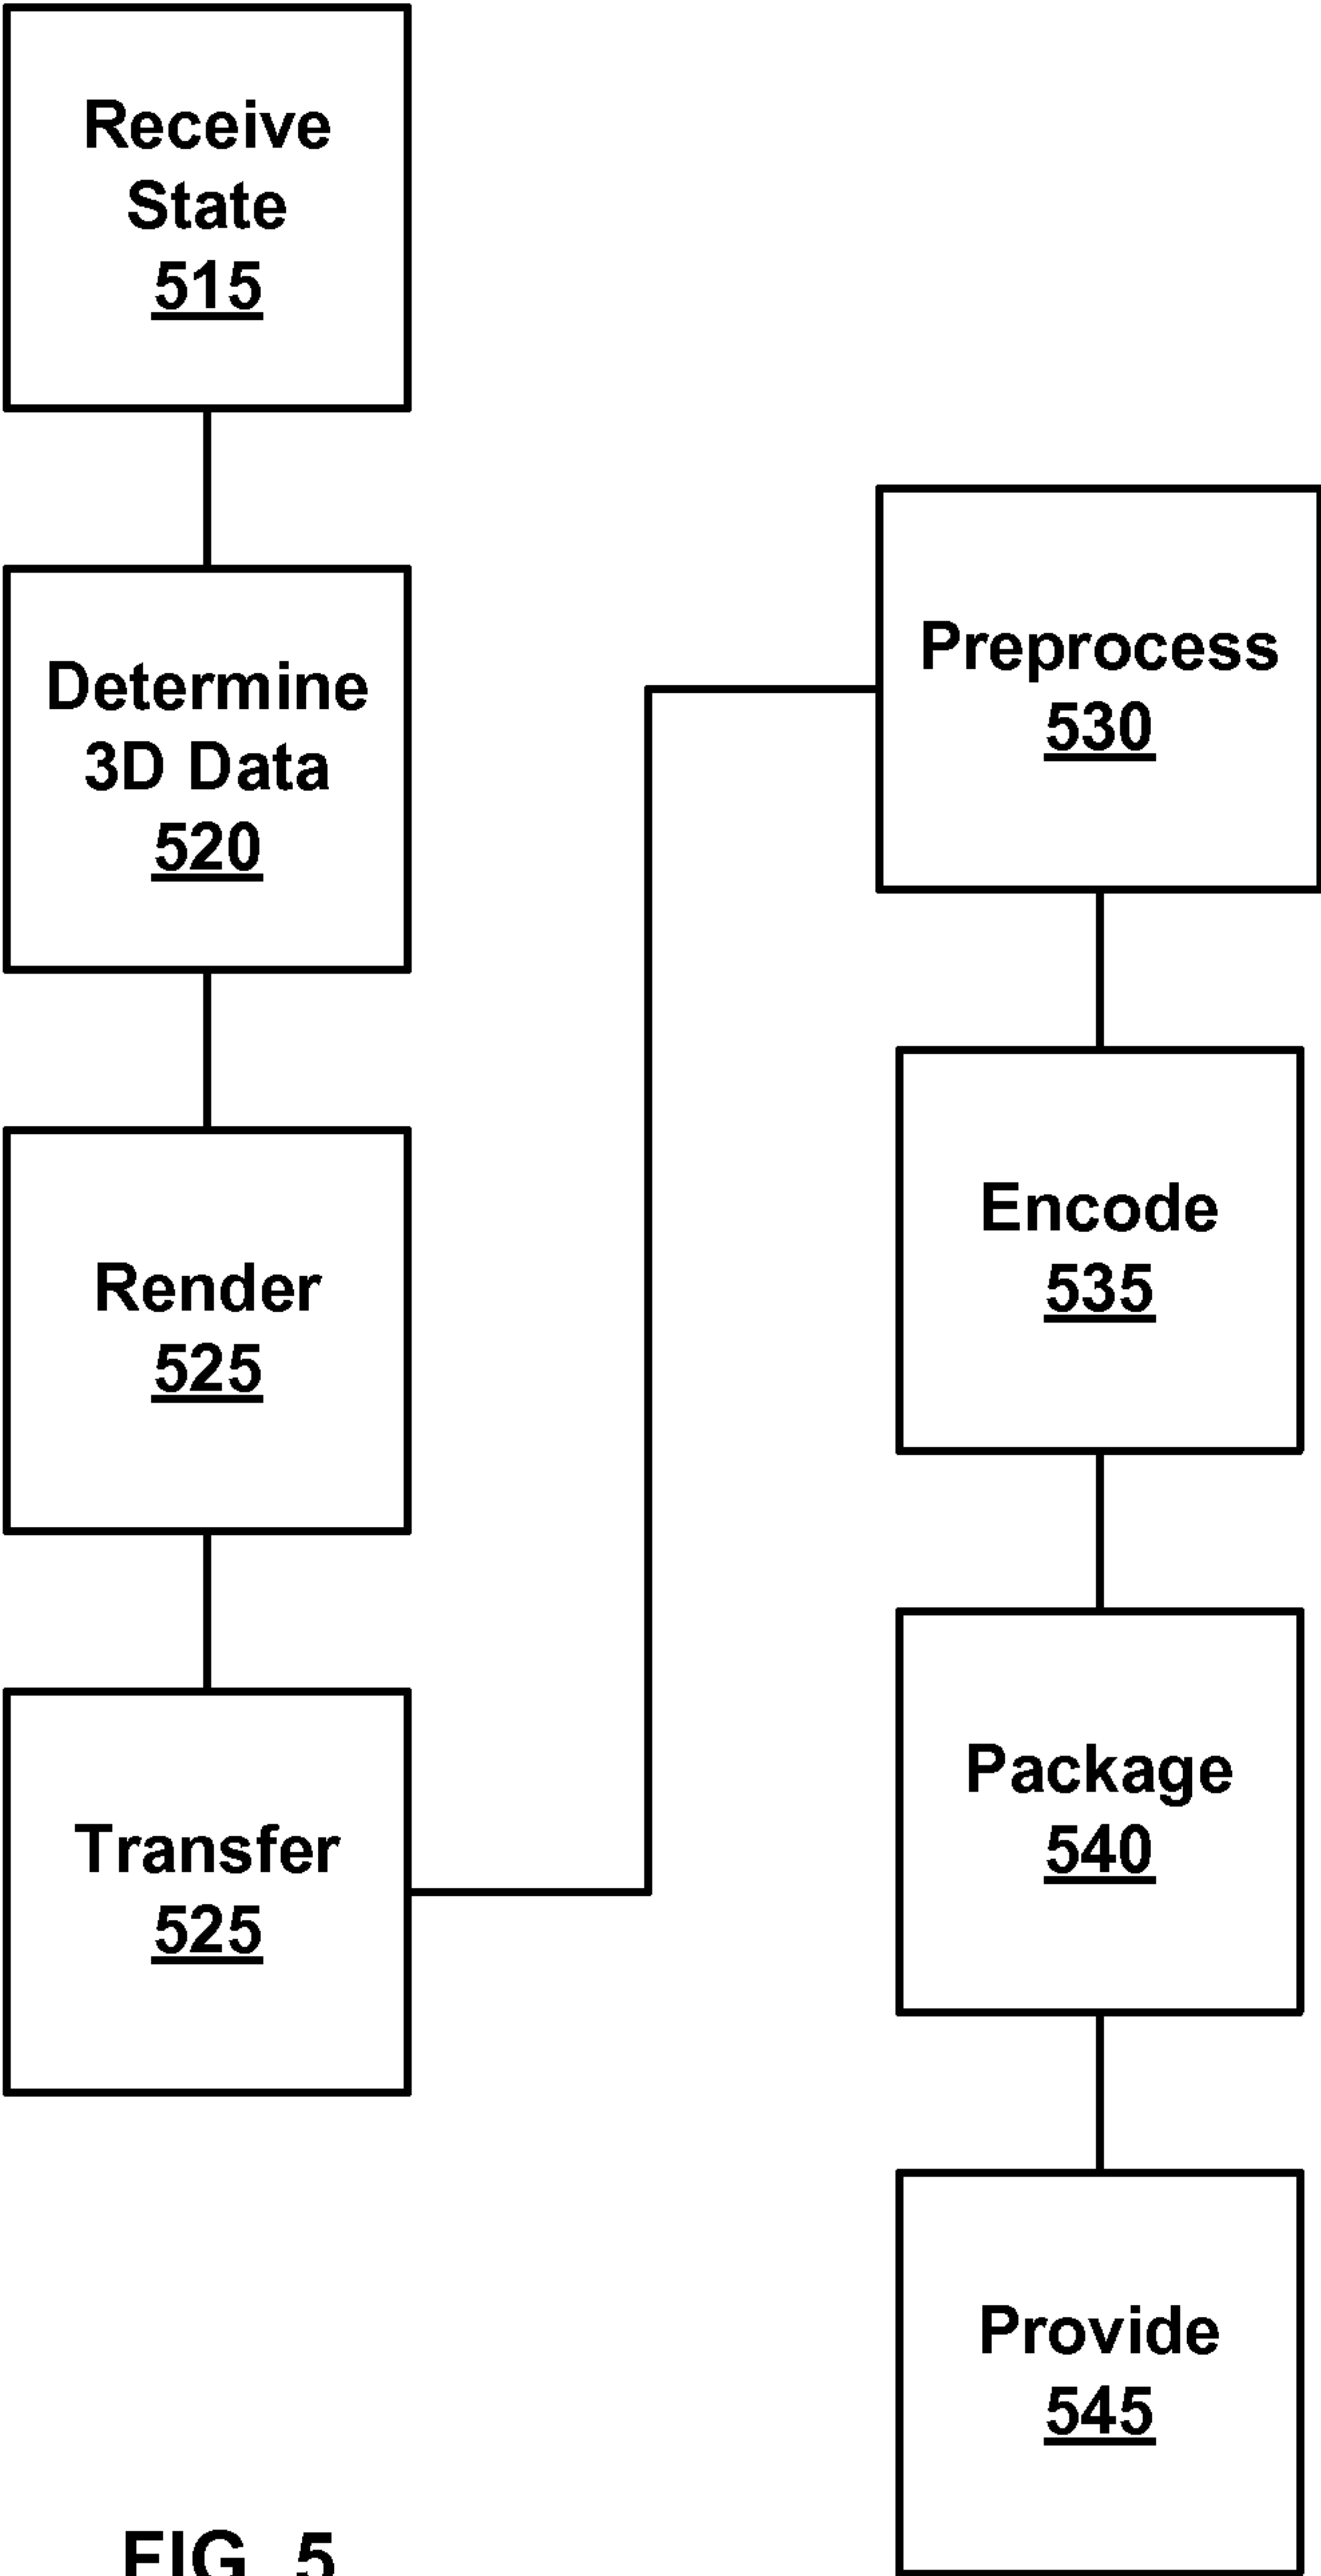 Receive
State
515
Determine
3D Data
520
Render
525
Transfer
525
Preprocess
530
Encode
535
Package
540
Provide
545
FIG. 5